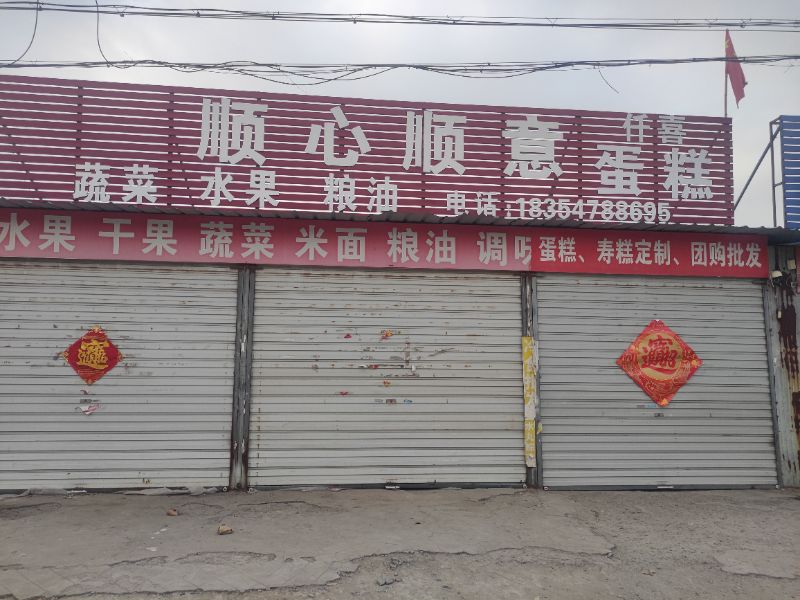 顺心顺意 仟喜
蔬菜 水果 粮油 蛋糕
电话:18354788695
水果 干果 蔬菜 米面 粮油 调
蛋糕、寿糕定制、团购批发